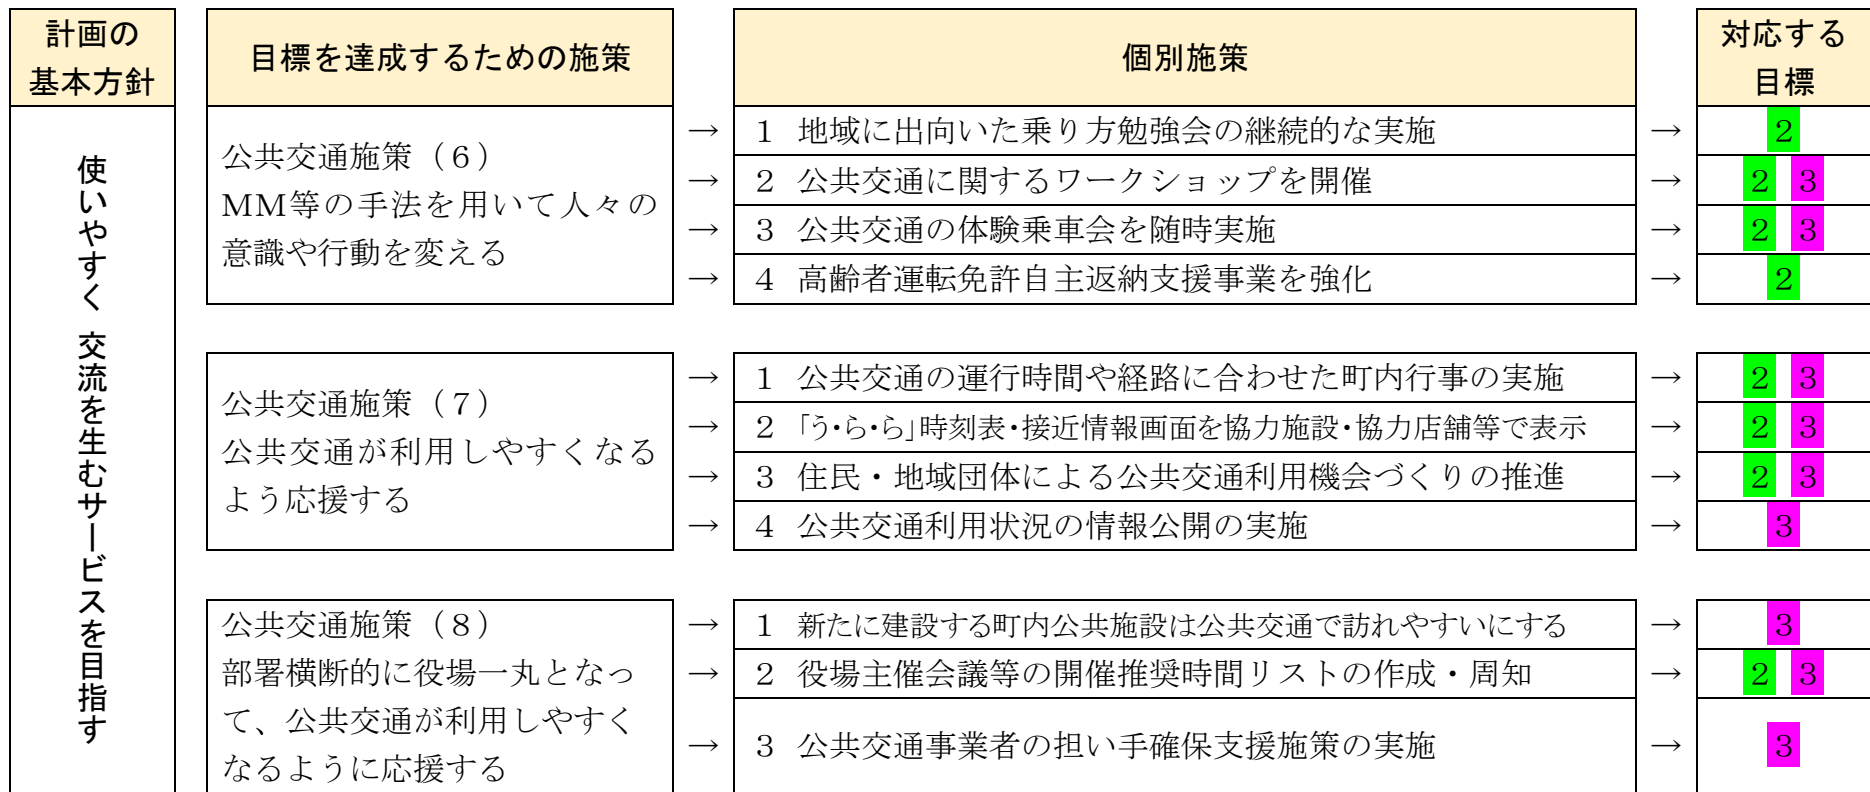 計画の
基本方針
目標を達成するための施策
個別施策
対応する
目標
使いやすく 交流を生むサービスを目指す
公共交通施策（６）
ＭＭ等の手法を用いて人々の
意識や行動を変える
→ １ 地域に出向いた乗り方勉強会の継続的な実施 → ２
→ ２ 公共交通に関するワークショップを開催 → ２ ３
→ ３ 公共交通の体験乗車会を随時実施 → ２ ３
→ ４ 高齢者運転免許自主返納支援事業を強化 → ２
公共交通施策（７）
公共交通が利用しやすくなる
よう応援する
→ １ 公共交通の運行時間や経路に合わせた町内行事の実施 → ２ ３
→ ２ 「う・ら・ら」時刻表・接近情報画面を協力施設・協力店舗等で表示 → ２ ３
→ ３ 住民・地域団体による公共交通利用機会づくりの推進 → ２ ３
→ ４ 公共交通利用状況の情報公開の実施 → ３
公共交通施策（８）
部署横断的に役場一丸となっ
て、公共交通が利用しやすく
なるように応援する
→ １ 新たに建設する町内公共施設は公共交通で訪れやすいにする → ３
→ ２ 役場主催会議等の開催推奨時間リストの作成・周知 → ２ ３
→ ３ 公共交通事業者の担い手確保支援施策の実施 → ３